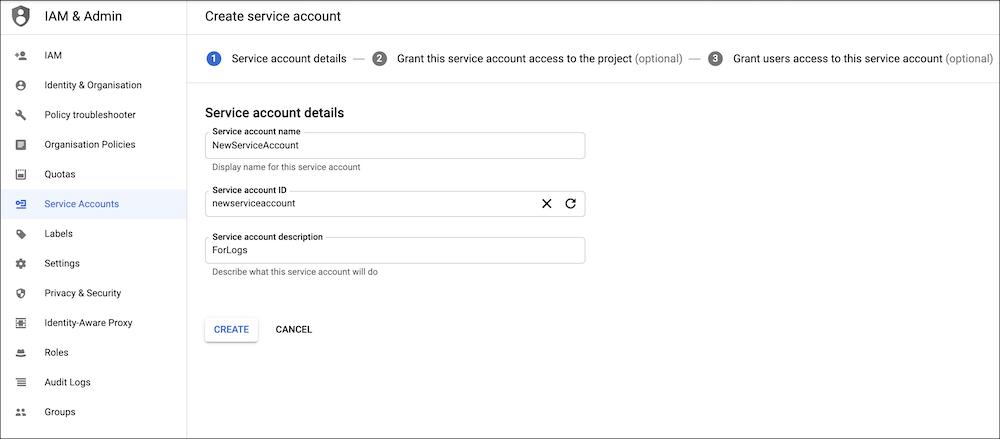 IAM & Admin
Create service account
IAM
Identity & Organisation
Policy troubleshooter
Organisation Policies
Quotas
Service Accounts
Labels
Settings
Privacy & Security
Identity-Aware Proxy
Roles
Audit Logs
Groups
1 Service account details — 2 Grant this service account access to the project (optional) — 3 Grant users access to this service account (optional)
Service account details
Service account name
NewServiceAccount
Display name for this service account
Service account ID
newserviceaccount
Service account description
ForLogs
Describe what this service account will do
CREATE CANCEL